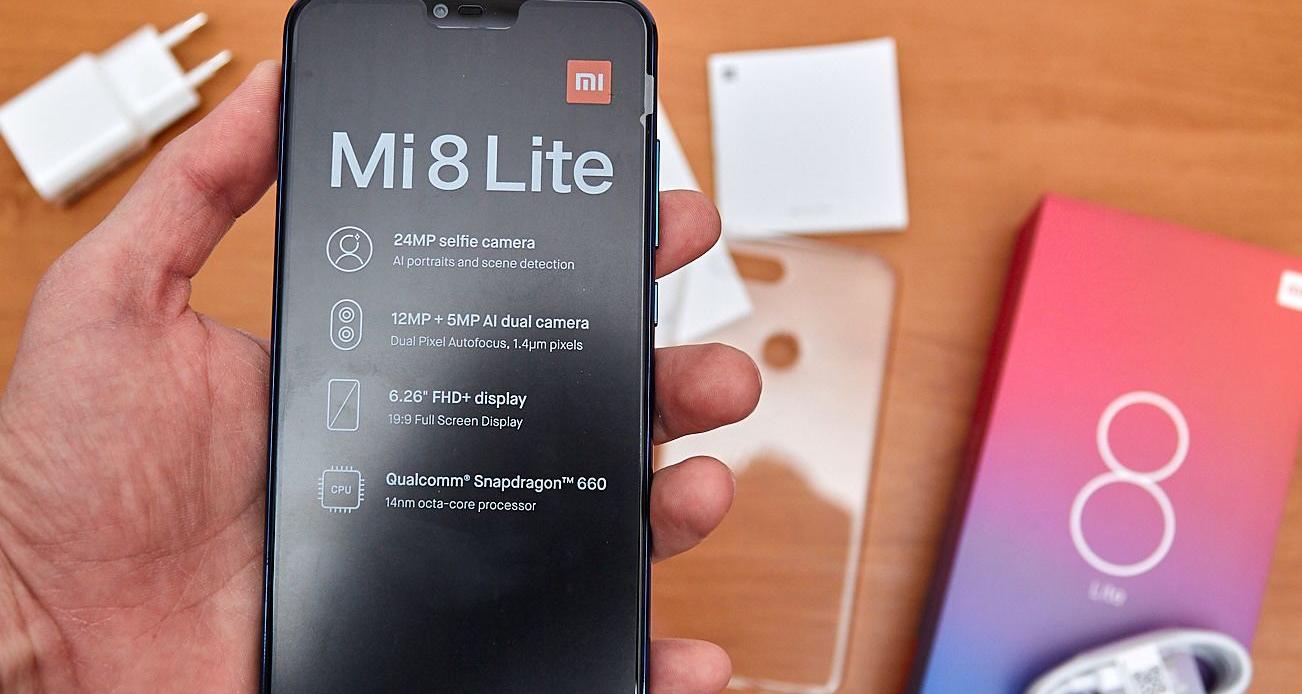 mi
Mi 8 Lite
24MP selfie camera
AI portraits and scene detection
12MP + 5MP AI dual camera
Dual Pixel Autofocus, 1.4µm pixels
6.26" FHD+ display
19:9 Full Screen Display
CPU
Qualcomm® Snapdragon™ 660
14nm octa-core processor
8
Lite